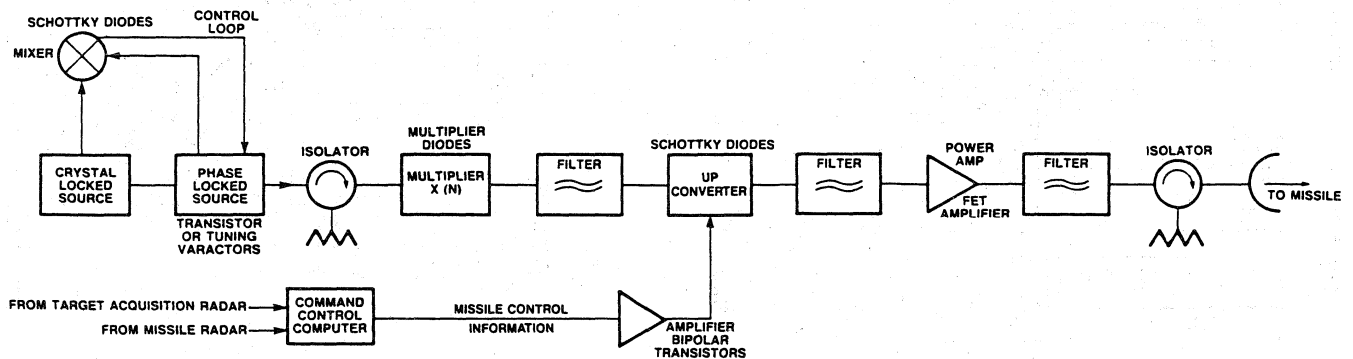 SCHOTTKY DIODES
CONTROL
LOOP
MIXER
CRYSTAL
LOCKED
SOURCE
PHASE
LOCKED
SOURCE
TRANSISTOR
OR TUNING
VARACTORS
ISOLATOR
MULTIPLIER
DIODES
MULTIPLIER
X (N)
FILTER
SCHOTTKY DIODES
UP
CONVERTER
FILTER
POWER
AMP
FET
AMPLIFIER
FILTER
ISOLATOR
TO MISSILE
FROM TARGET ACQUISITION RADAR
FROM MISSILE RADAR
COMMAND
CONTROL
COMPUTER
MISSILE CONTROL
INFORMATION
AMPLIFIER
BIPOLAR
TRANSISTORS